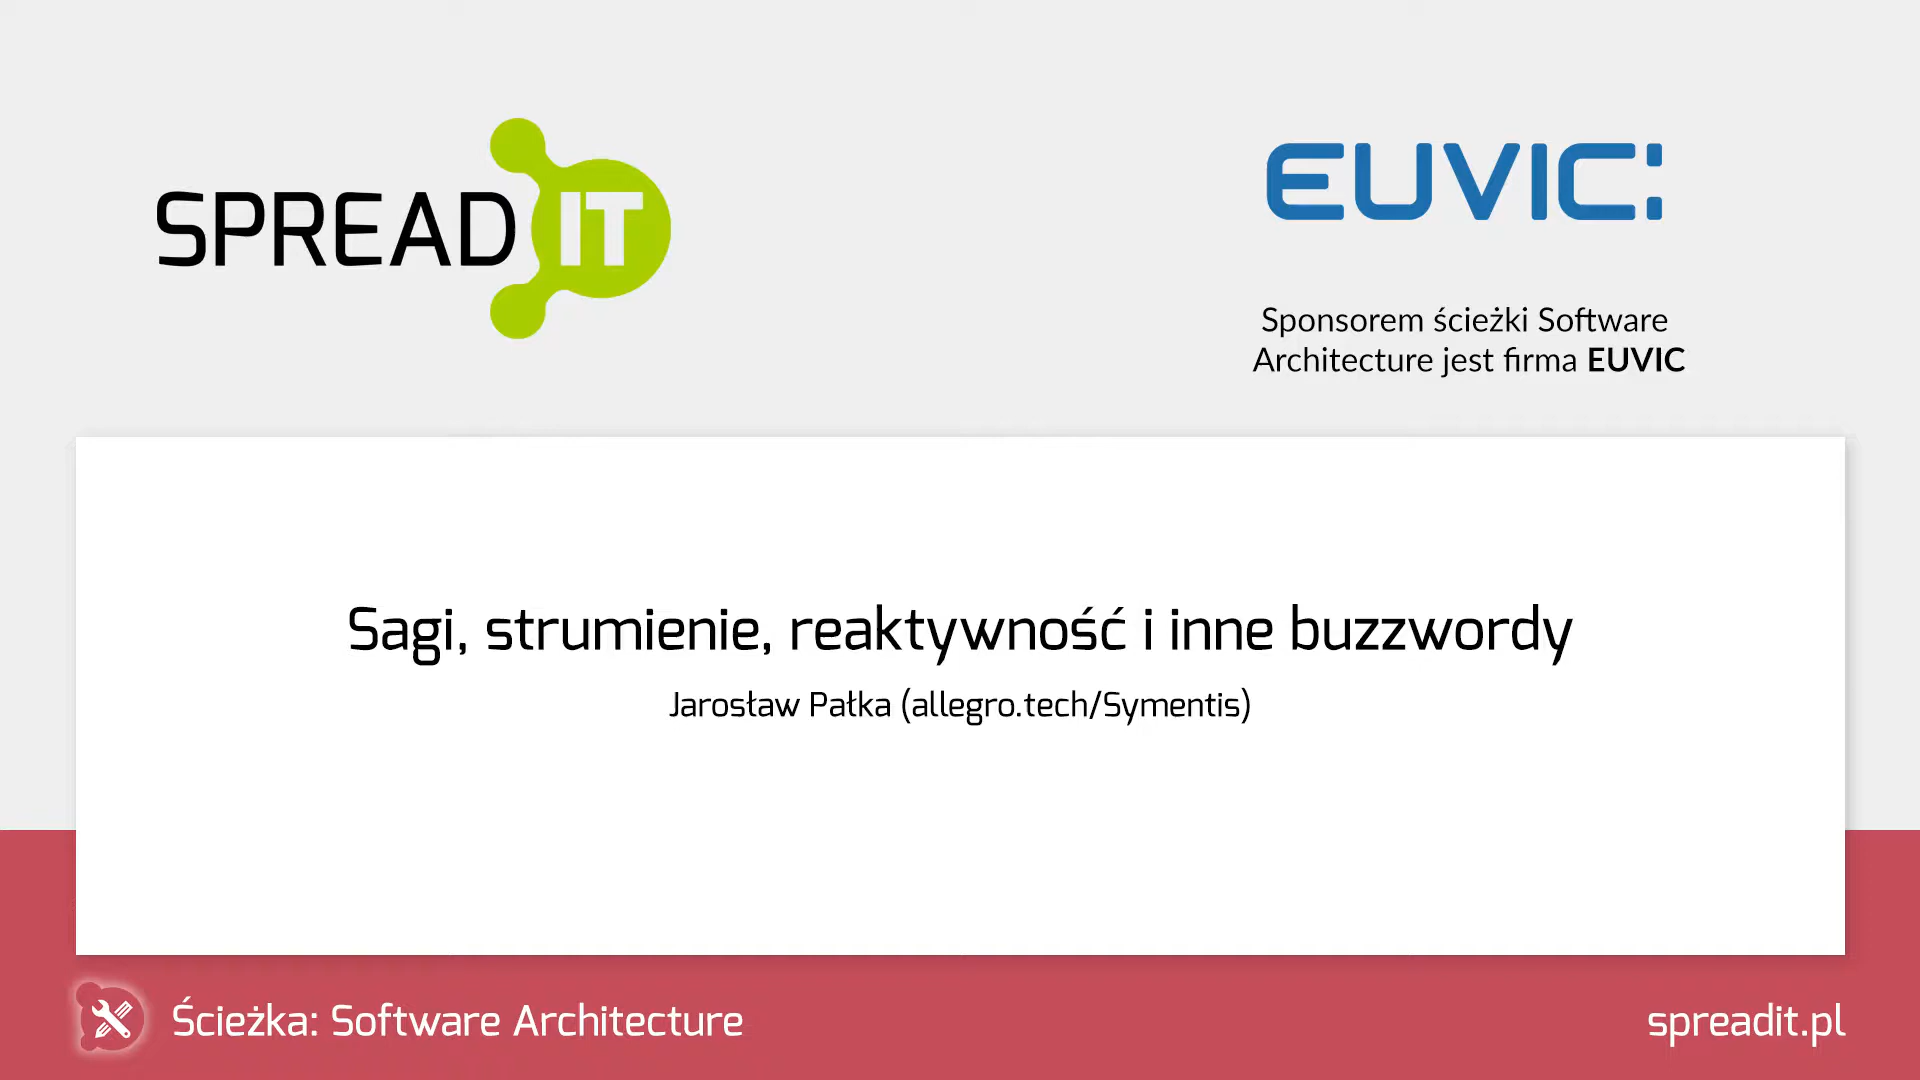 SPREAD IT
EUVIC:
Sponsorem ścieżki Software
Architecture jest firma EUVIC
Sagi, strumienie, reaktywność i inne buzzwordy
Jarosław Pałka (allegro.tech/Symentis)
Ścieżka: Software Architecture
spreadit.pl